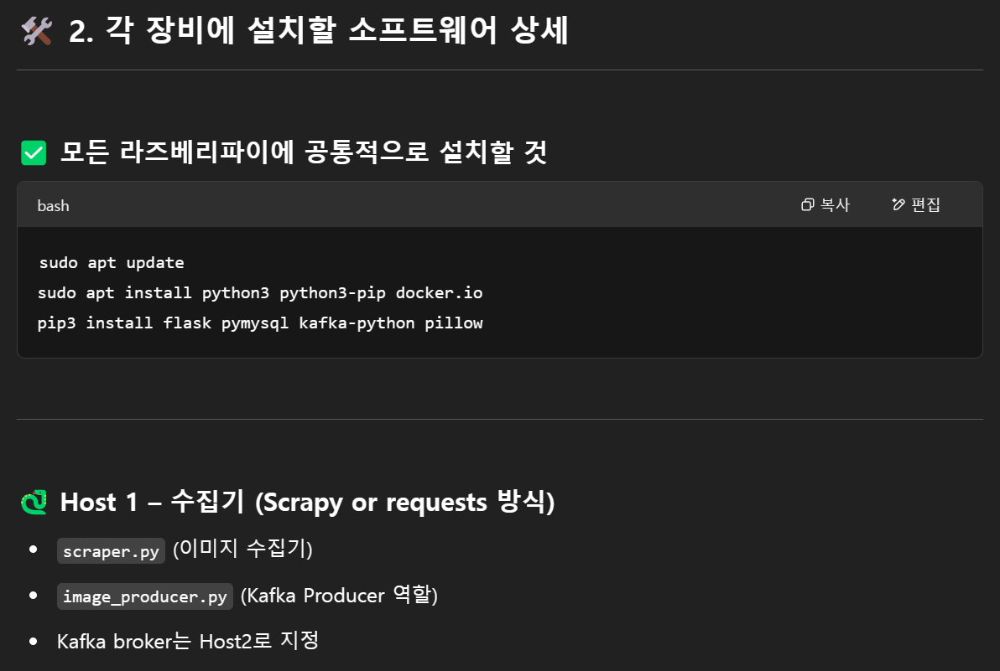 🛠 2. 각 장비에 설치할 소프트웨어 상세
✅ 모든 라즈베리파이에 공통적으로 설치할 것
bash 복사 편집
sudo apt update
sudo apt install python3 python3-pip docker.io
pip3 install flask pymysql kafka-python pillow
🐍 Host 1 – 수집기 (Scrapy or requests 방식)
• scraper.py (이미지 수집기)
• image_producer.py (Kafka Producer 역할)
• Kafka broker는 Host2로 지정